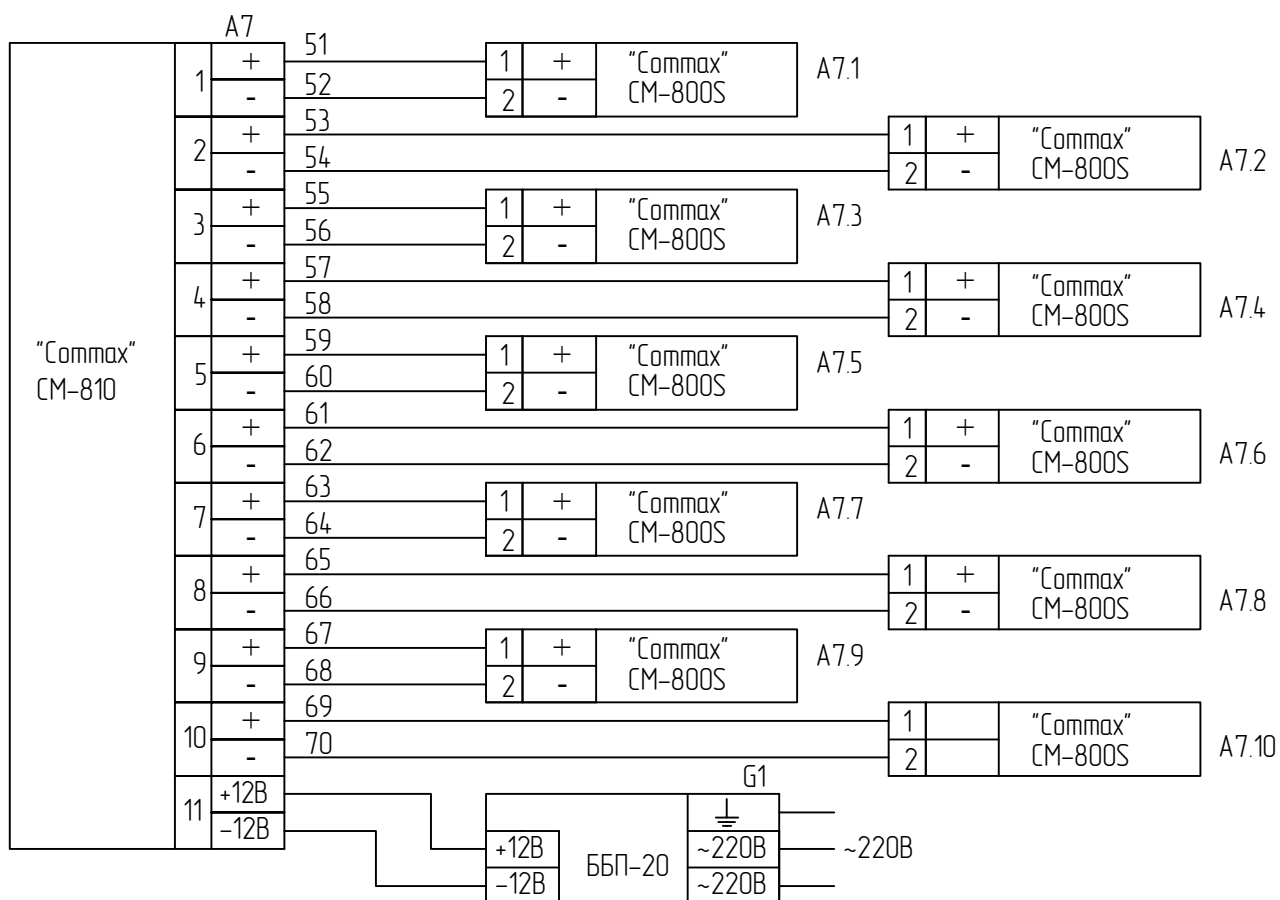 A7
"Commax"
CM-810
1 + 51 1 + "Commax" A7.1
- 52 2 - CM-800S
2 + 53 1 + "Commax" A7.2
- 54 2 - CM-800S
3 + 55 1 + "Commax" A7.3
- 56 2 - CM-800S
4 + 57 1 + "Commax" A7.4
- 58 2 - CM-800S
5 + 59 1 + "Commax" A7.5
- 60 2 - CM-800S
6 + 61 1 + "Commax" A7.6
- 62 2 - CM-800S
7 + 63 1 + "Commax" A7.7
- 64 2 - CM-800S
8 + 65 1 + "Commax" A7.8
- 66 2 - CM-800S
9 + 67 1 + "Commax" A7.9
- 68 2 - CM-800S
10 + 69 1 "Commax" A7.10
- 70 2 CM-800S
11 +12В
-12В
G1
+12В ББП-20 ~220В ~220В
-12В ~220В